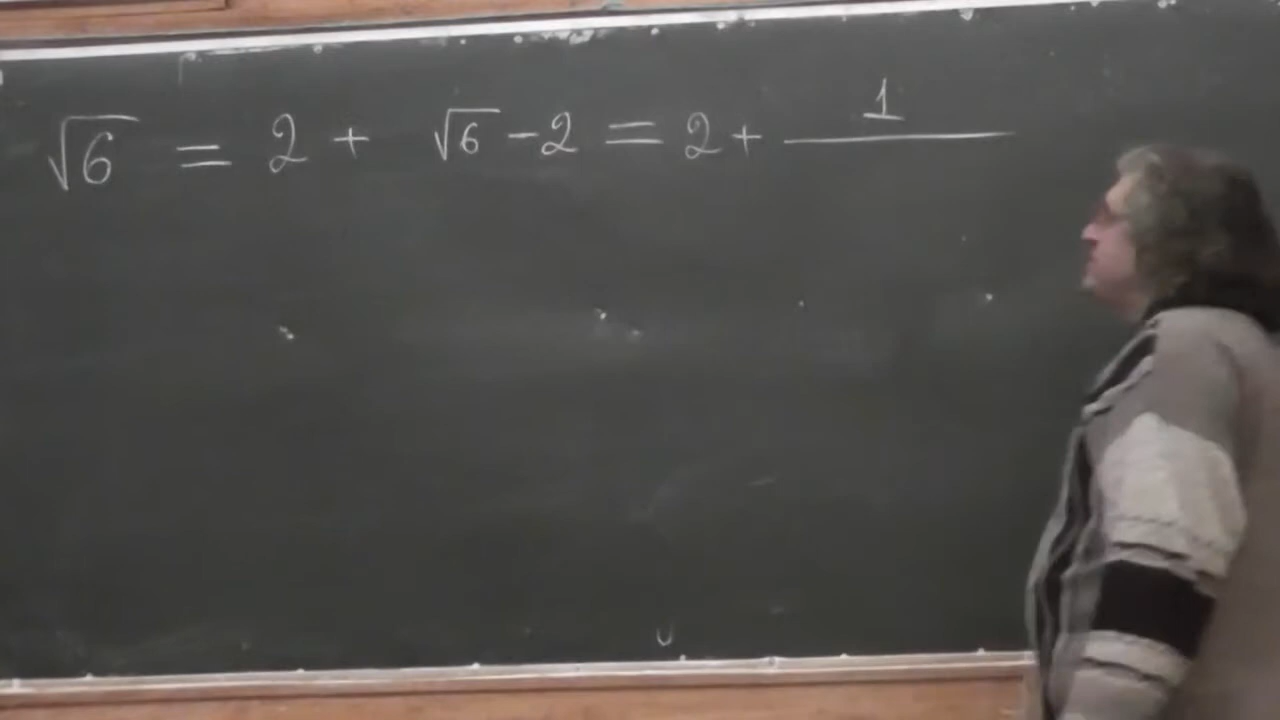 √6 = 2 + √6 - 2 = 2 + 1/